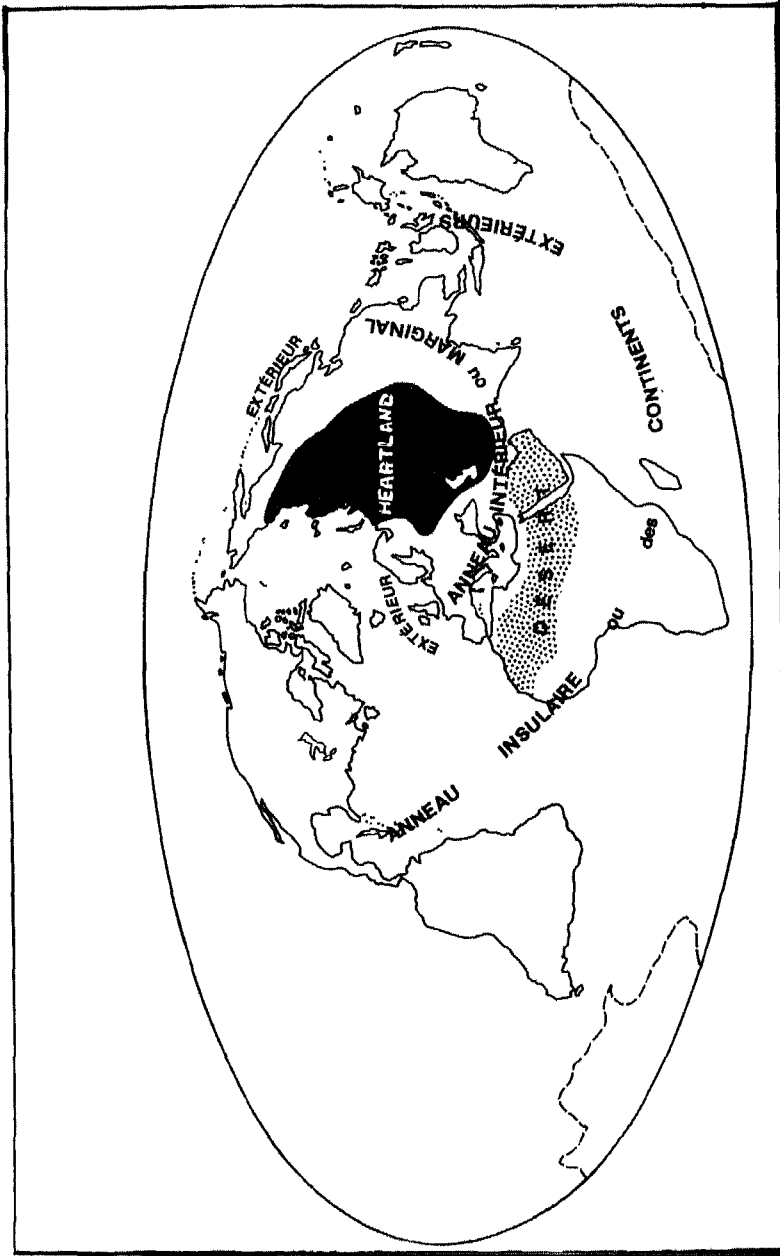 HEARTLAND
DÉSERT
ANNEAU INTÉRIEUR ou MARGINAL
EXTÉRIEUR
EXTÉRIEUR
ANNEAU INSULAIRE ou des CONTINENTS EXTÉRIEURS